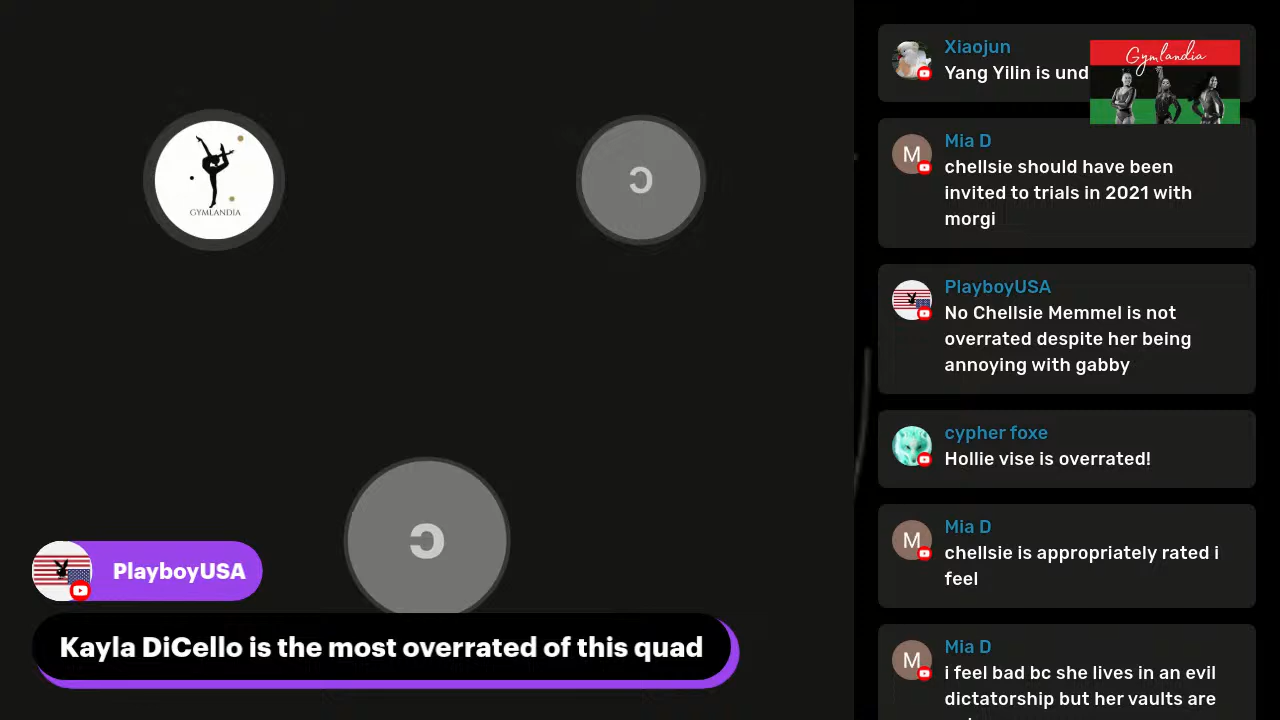 GYMLANDIA
ɔ
ɔ
PlayboyUSA
Kayla DiCello is the most overrated of this quad
Xiaojun
Yang Yilin is und
Gymlandia
M
Mia D
chellsie should have been
invited to trials in 2021 with
morgi
PlayboyUSA
No Chellsie Memmel is not
overrated despite her being
annoying with gabby
cypher foxe
Hollie vise is overrated!
M
Mia D
chellsie is appropriately rated i
feel
M
Mia D
i feel bad bc she lives in an evil
dictatorship but her vaults are